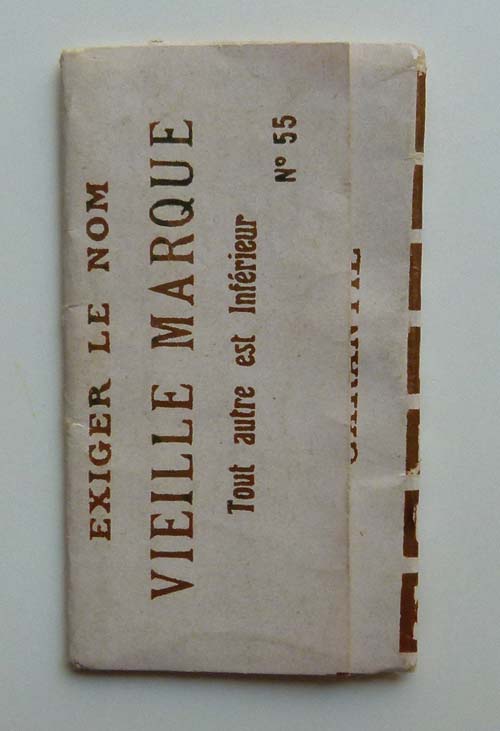 EXIGER LE NOM
VIEILLE MARQUE
Tout autre est Inférieur
N° 55